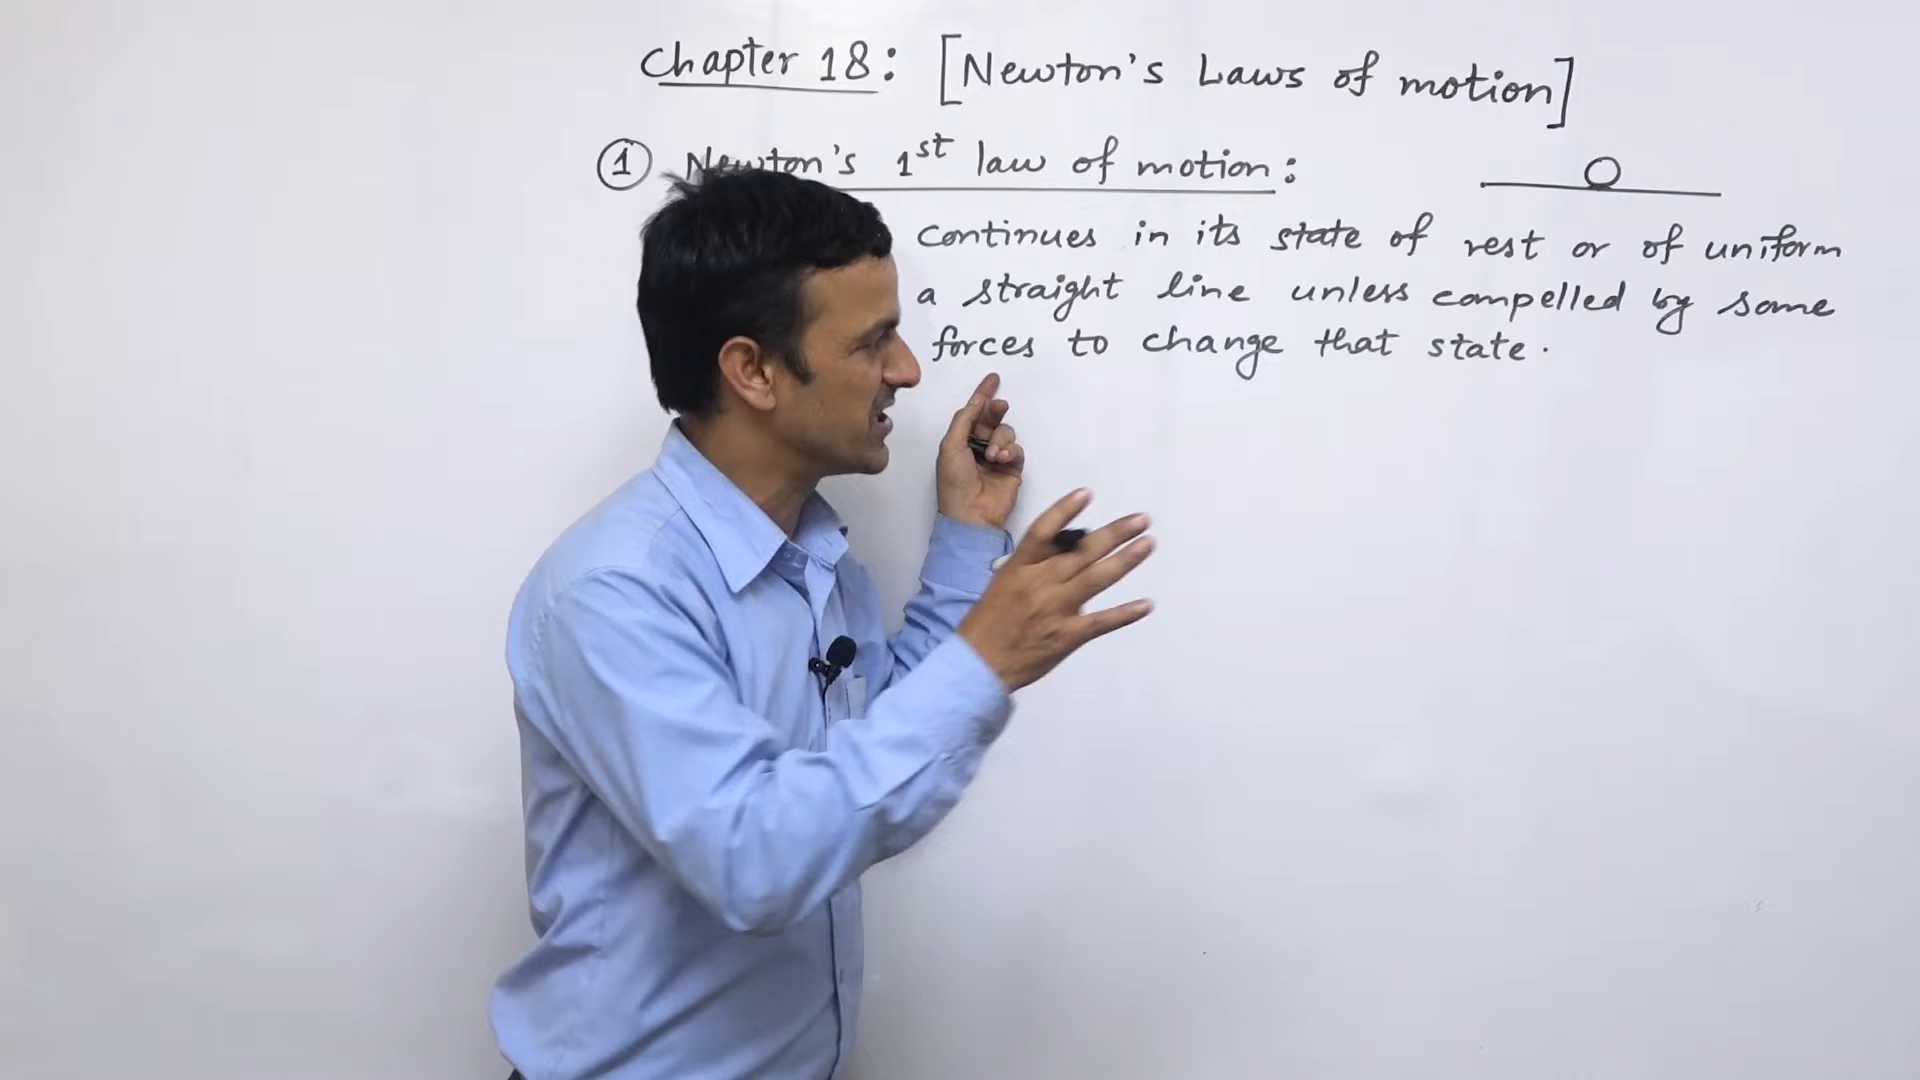 Chapter 18: [Newton's Laws of motion]
① Newton's 1st law of motion:
continues in its state of rest or of uniform
a straight line unless compelled by some
forces to change that state.